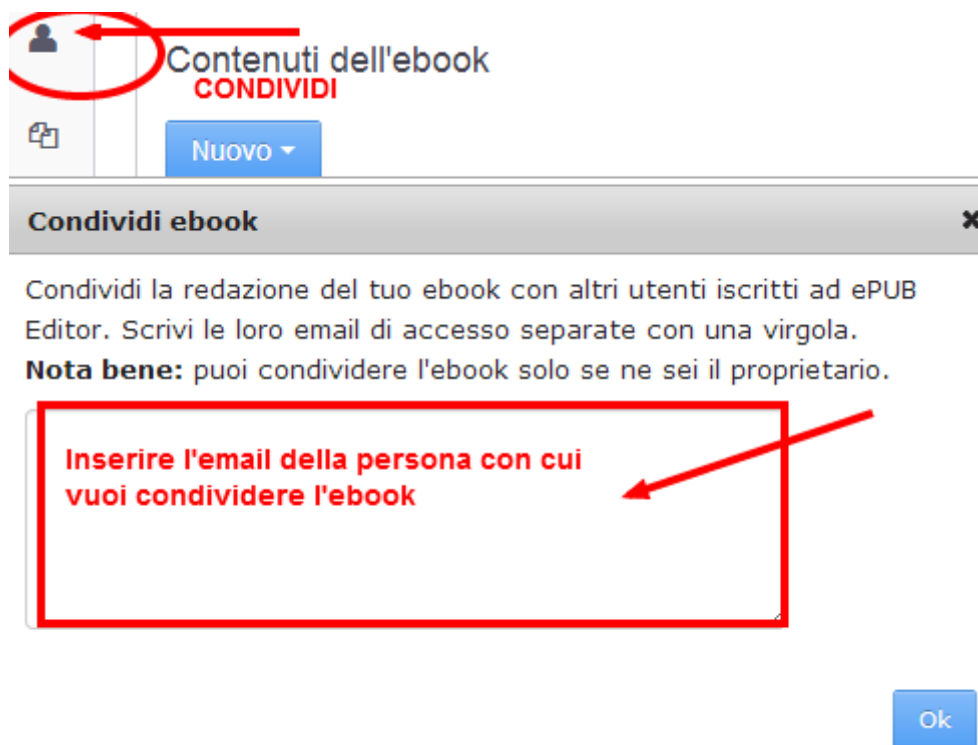 Contenuti dell'ebook
CONDIVIDI
Nuovo
Condividi ebook
Condividi la redazione del tuo ebook con altri utenti iscritti ad ePUB
Editor. Scrivi le loro email di accesso separate con una virgola.
Nota bene: puoi condividere l'ebook solo se ne sei il proprietario.
Inserire l'email della persona con cui
vuoi condividere l'ebook
Ok